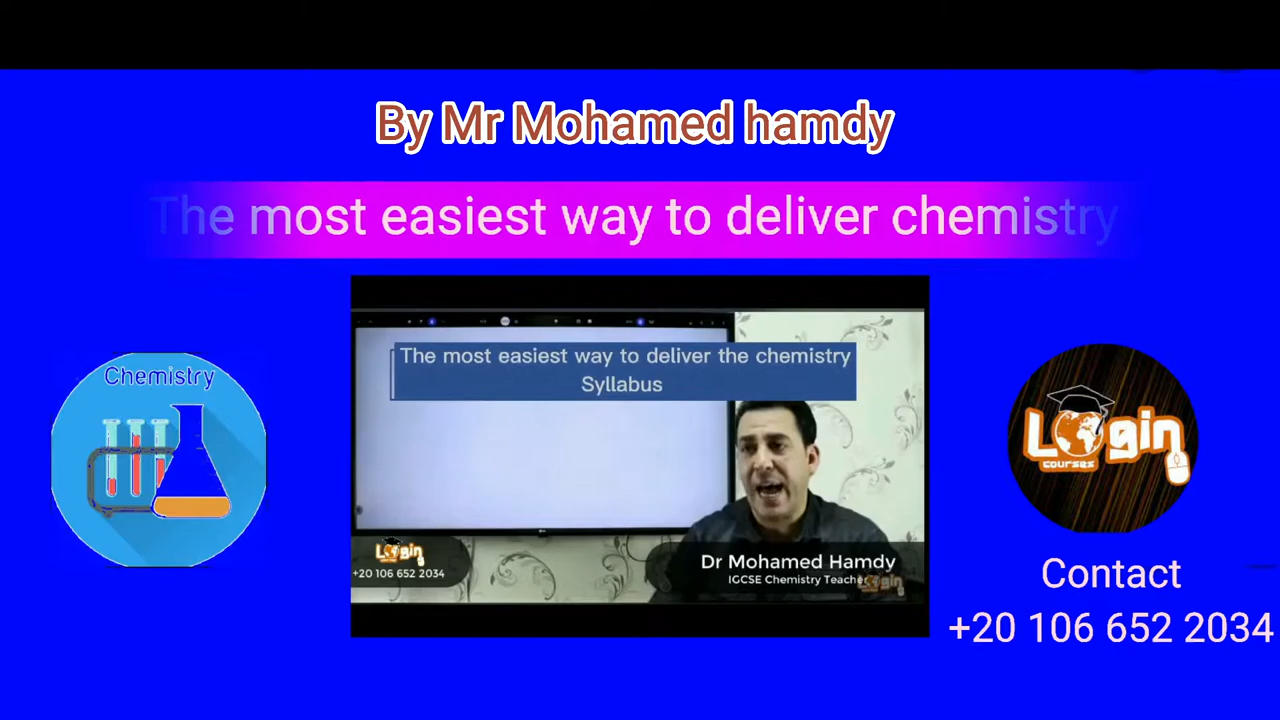 By Mr Mohamed hamdy
The most easiest way to deliver chemistry
The most easiest way to deliver the chemistry
Syllabus
Chemistry
Login
courses
Login
+20 106 652 2034
Dr Mohamed Hamdy
IGCSE Chemistry Teacher
Login
Contact
+20 106 652 2034